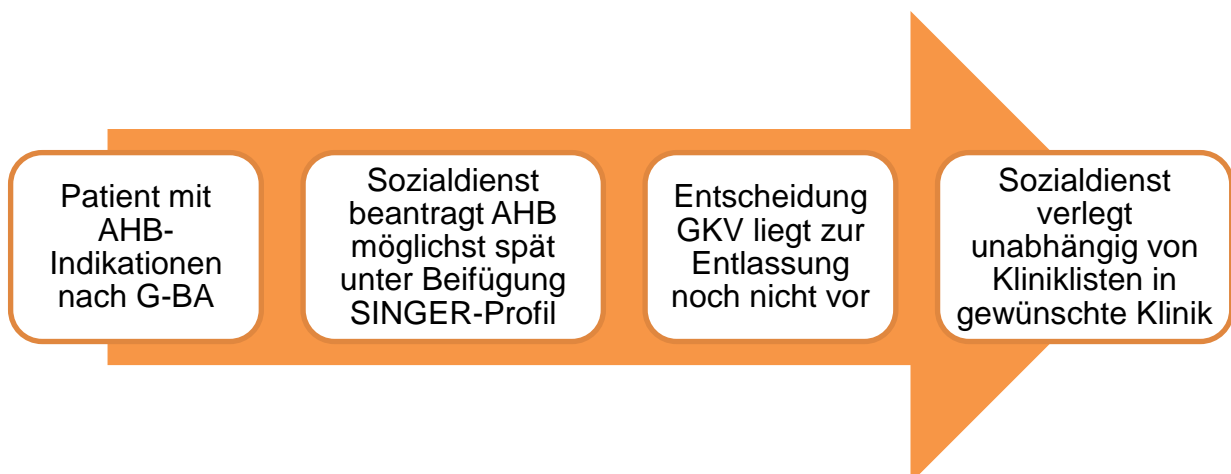 Patient mit
AHB-
Indikationen
nach G-BA
Sozialdienst
beantragt AHB
möglichst spät
unter Beifügung
SINGER-Profil
Entscheidung
GKV liegt zur
Entlassung
noch nicht vor
Sozialdienst
verlegt
unabhängig von
Kliniklisten in
gewünschte Klinik